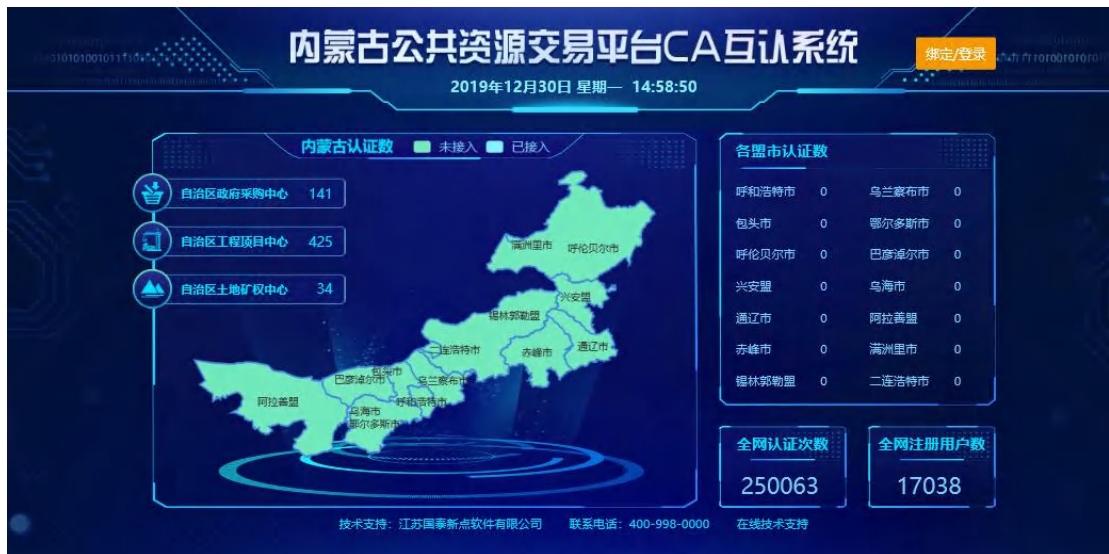 内蒙古公共资源交易平台CA互认系统
绑定/登录
2019年12月30日 星期一 14:58:50
内蒙古认证数 未接入 已接入
自治区政府采购中心 141
自治区工程项目中心 425
自治区土地矿权中心 34
满洲里市 呼伦贝尔市
兴安盟
锡林郭勒盟
二连浩特市 赤峰市 通辽市
包头市
巴彦淖尔市 乌兰察布市
阿拉善盟 呼和浩特市
乌海市
鄂尔多斯市
各盟市认证数
呼和浩特市 0 乌兰察布市 0
包头市 0 鄂尔多斯市 0
呼伦贝尔市 0 巴彦淖尔市 0
兴安盟 0 乌海市 0
通辽市 0 阿拉善盟 0
赤峰市 0 满洲里市 0
锡林郭勒盟 0 二连浩特市 0
全网认证次数 全网注册用户数
250063 17038
技术支持：江苏国泰新点软件有限公司 联系电话：400-998-0000 在线技术支持